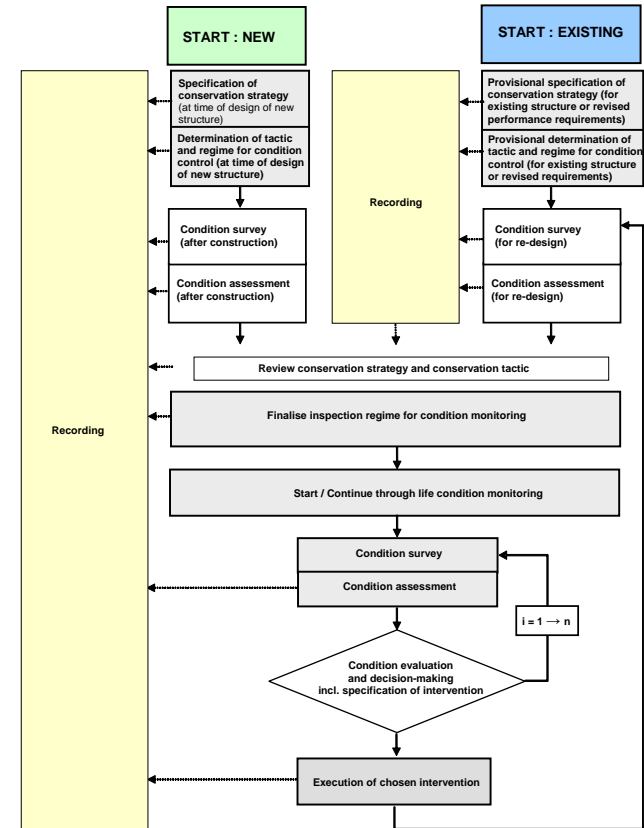 START : NEW
START : EXISTING
Specification of
conservation strategy
(at time of design of new
structure)
Determination of tactic
and regime for condition
control (at time of design
of new structure)
Provisional specification of
conservation strategy (for
existing structure or revised
performance requirements)
Provisional determination of
tactic and regime for condition
control (for existing structure
or revised requirements)
Recording
Condition survey
(after construction)
Condition assessment
(after construction)
Condition survey
(for re-design)
Condition assessment
(for re-design)
Review conservation strategy and conservation tactic
Recording
Finalise inspection regime for condition monitoring
Start / Continue through life condition monitoring
Condition survey
Condition assessment
i = 1 → n
Condition evaluation
and decision-making
incl. specification of intervention
Execution of chosen intervention